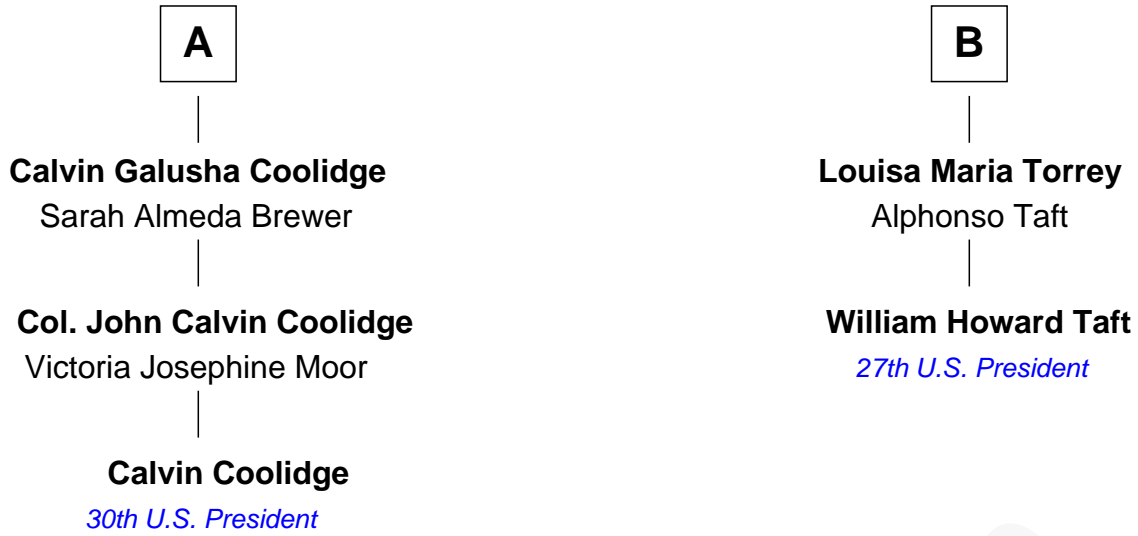 A
Calvin Galusha Coolidge
Sarah Almeda Brewer
Col. John Calvin Coolidge
Victoria Josephine Moor
Calvin Coolidge
30th U.S. President
B
Louisa Maria Torrey
Alphonso Taft
William Howard Taft
27th U.S. President